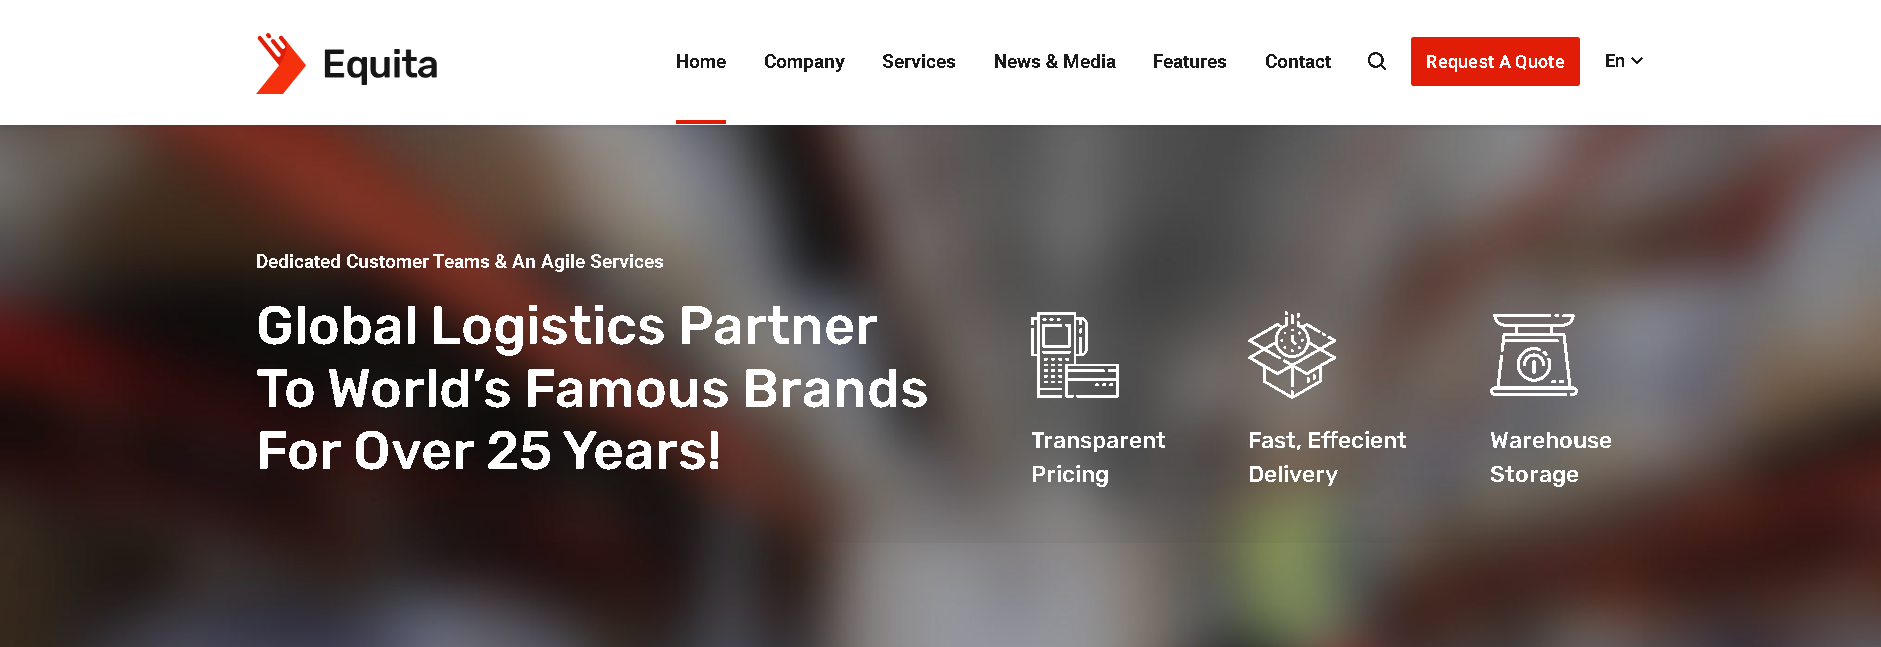 Equita
Home Company Services News & Media Features Contact Request A Quote En
Dedicated Customer Teams & An Agile Services
Global Logistics Partner
To World's Famous Brands
For Over 25 Years!
Transparent
Pricing
Fast, Effecient
Delivery
Warehouse
Storage